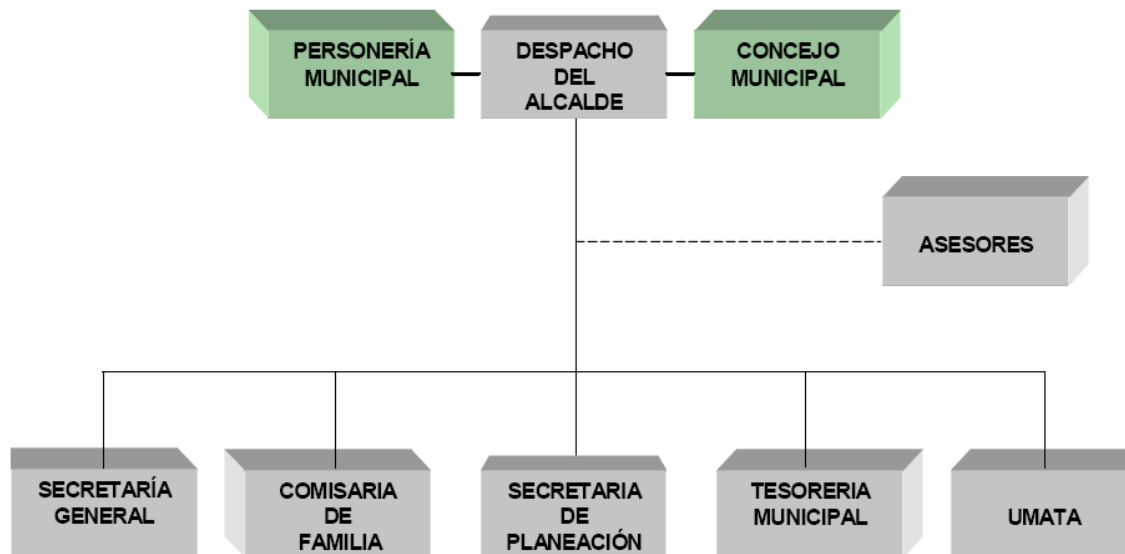 PERSONERÍA
MUNICIPAL
DESPACHO
DEL
ALCALDE
CONCEJO
MUNICIPAL
ASESORES
SECRETARÍA
GENERAL
COMISARIA
DE
FAMILIA
SECRETARIA
DE
PLANEACIÓN
TESORERIA
MUNICIPAL
UMATA